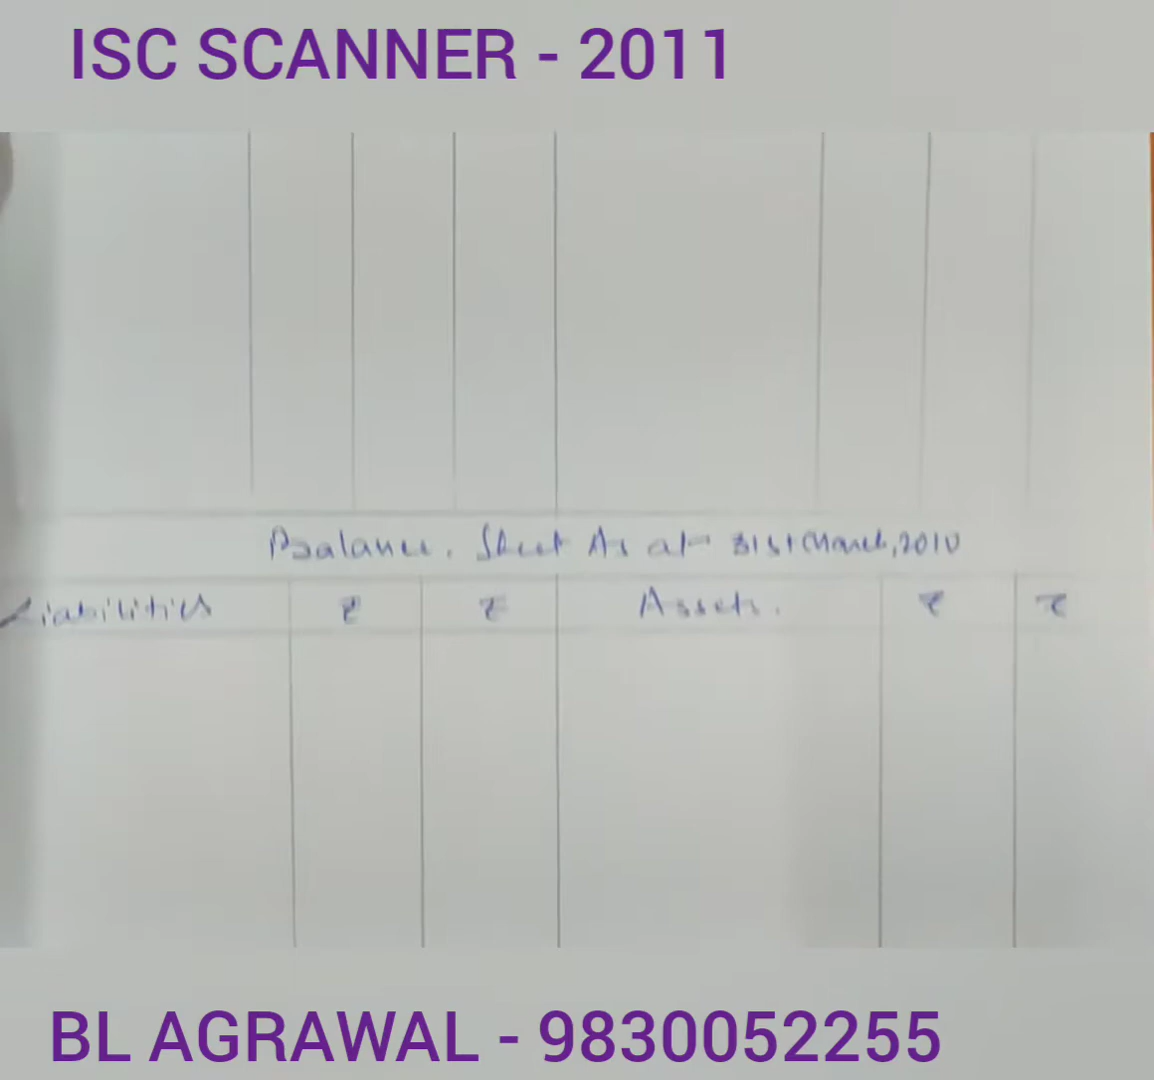 ISC SCANNER - 2011
Balance. Sheet As at 31st March, 2010
Liabilities ₹ ₹ Assets. ₹ ₹
BL AGRAWAL - 9830052255